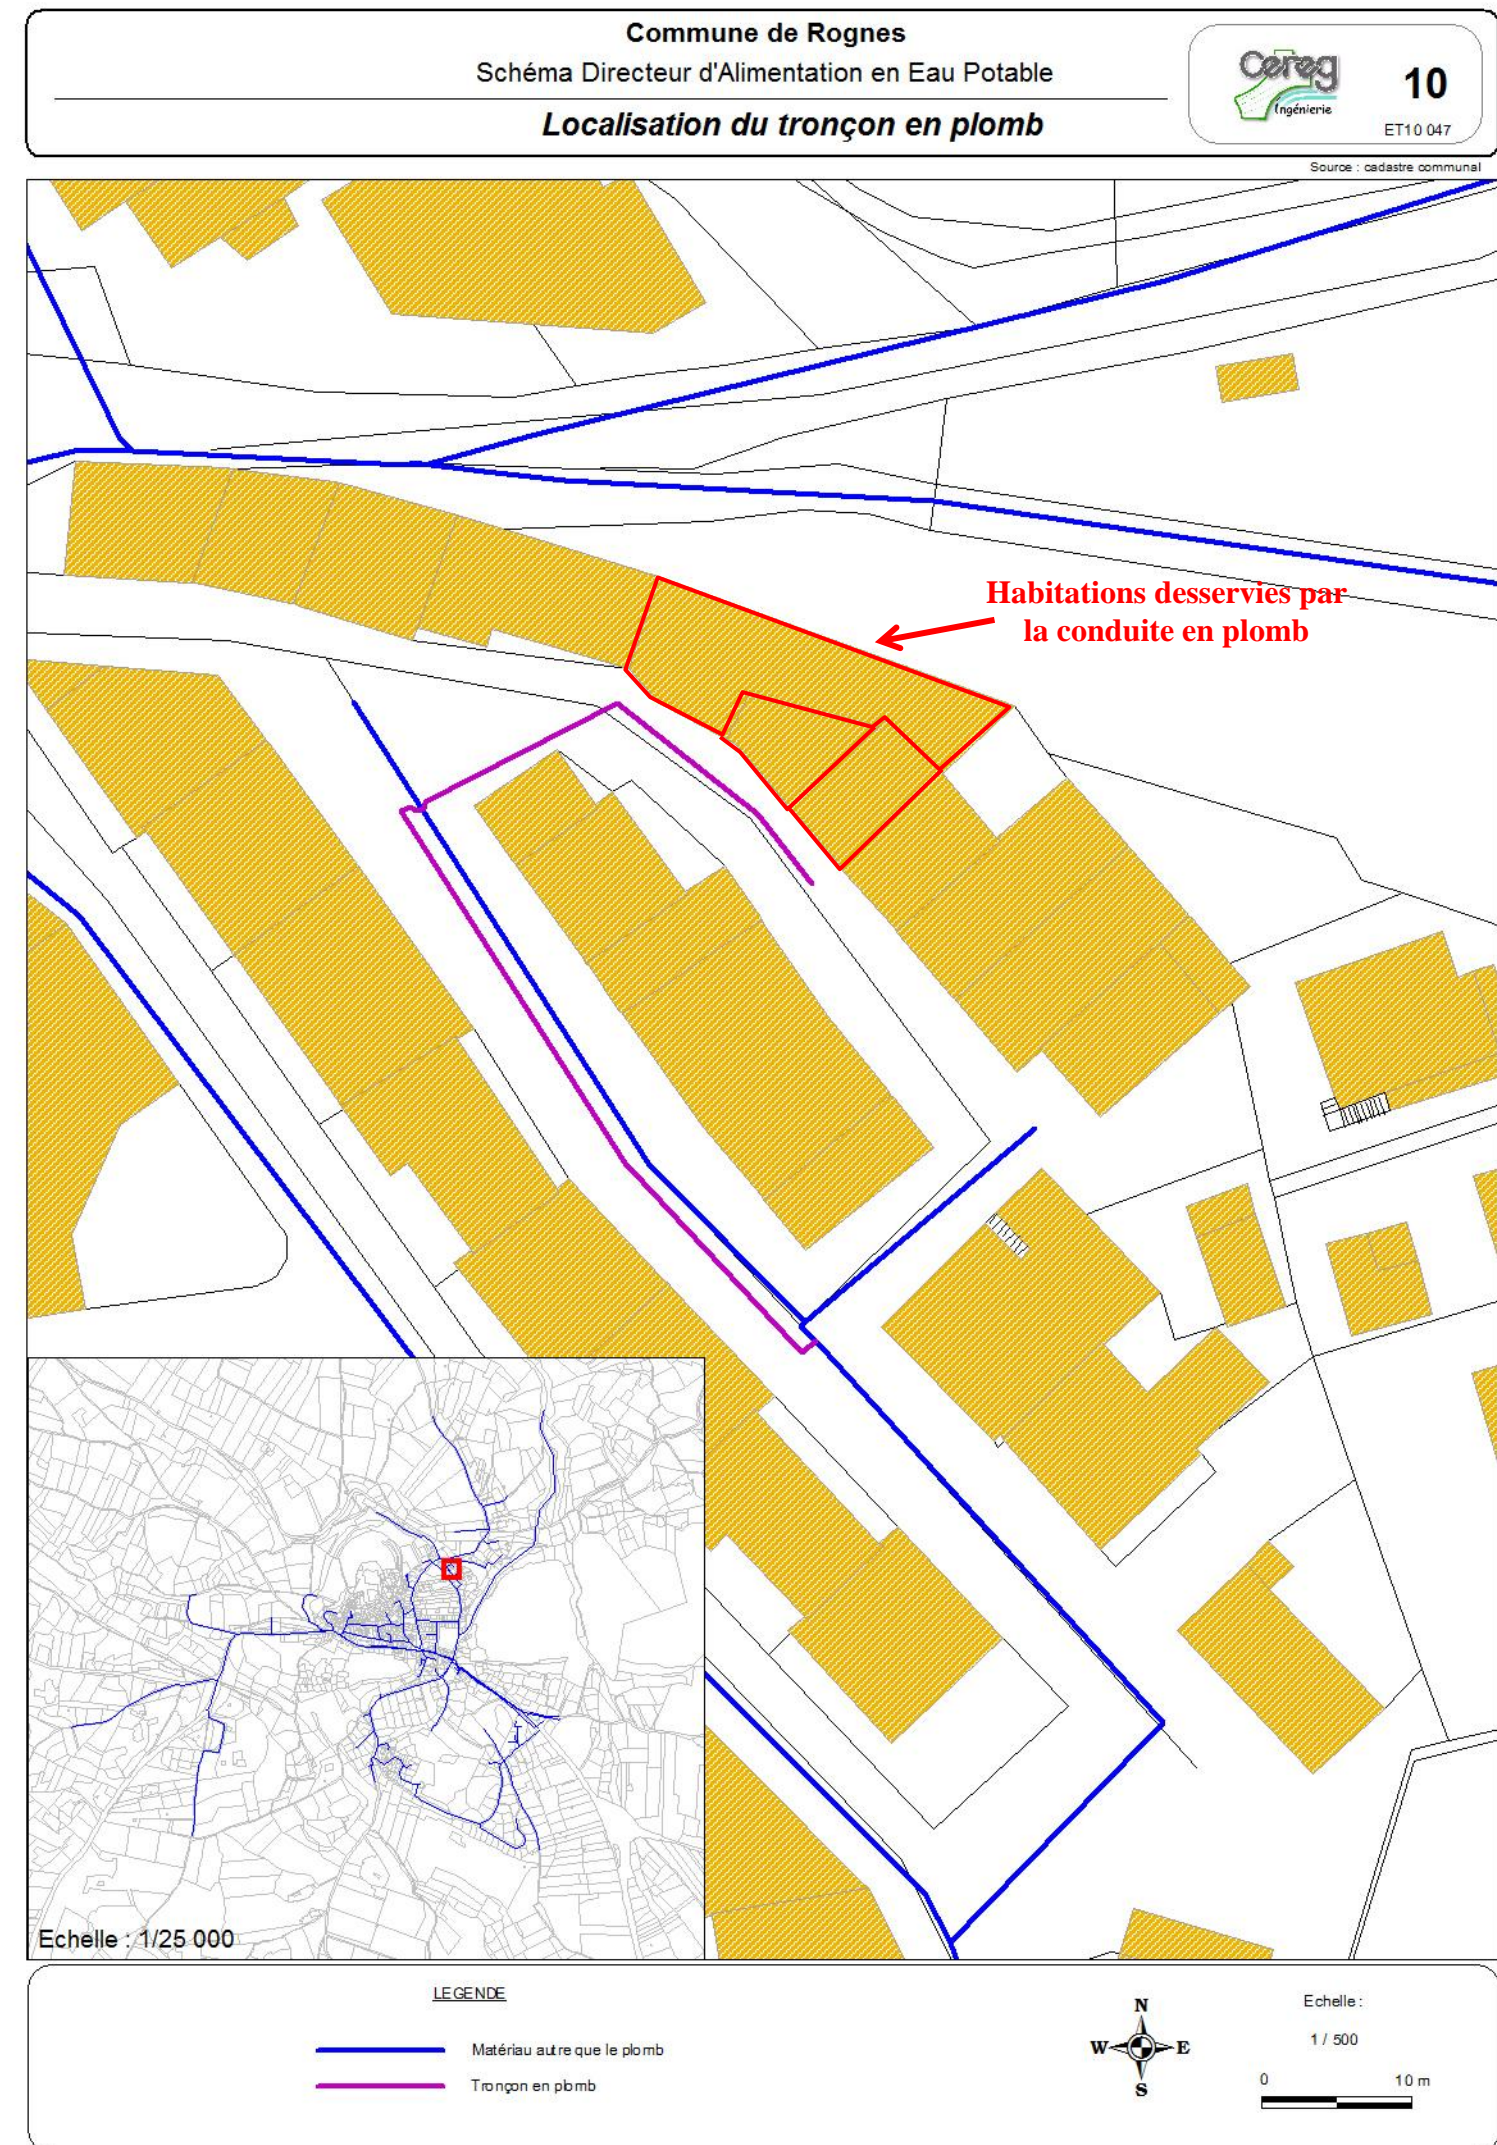 Commune de Rognes
Schéma Directeur d'Alimentation en Eau Potable
Localisation du tronçon en plomb
Cereg
Ingénierie
10
ET10 047
Source : cadastre communal
Habitations desservies par
la conduite en plomb
Echelle : 1/25 000
LEGENDE
Matériau autre que le plomb
Tronçon en plomb
N
W E
S
Echelle :
1 / 500
0 10 m